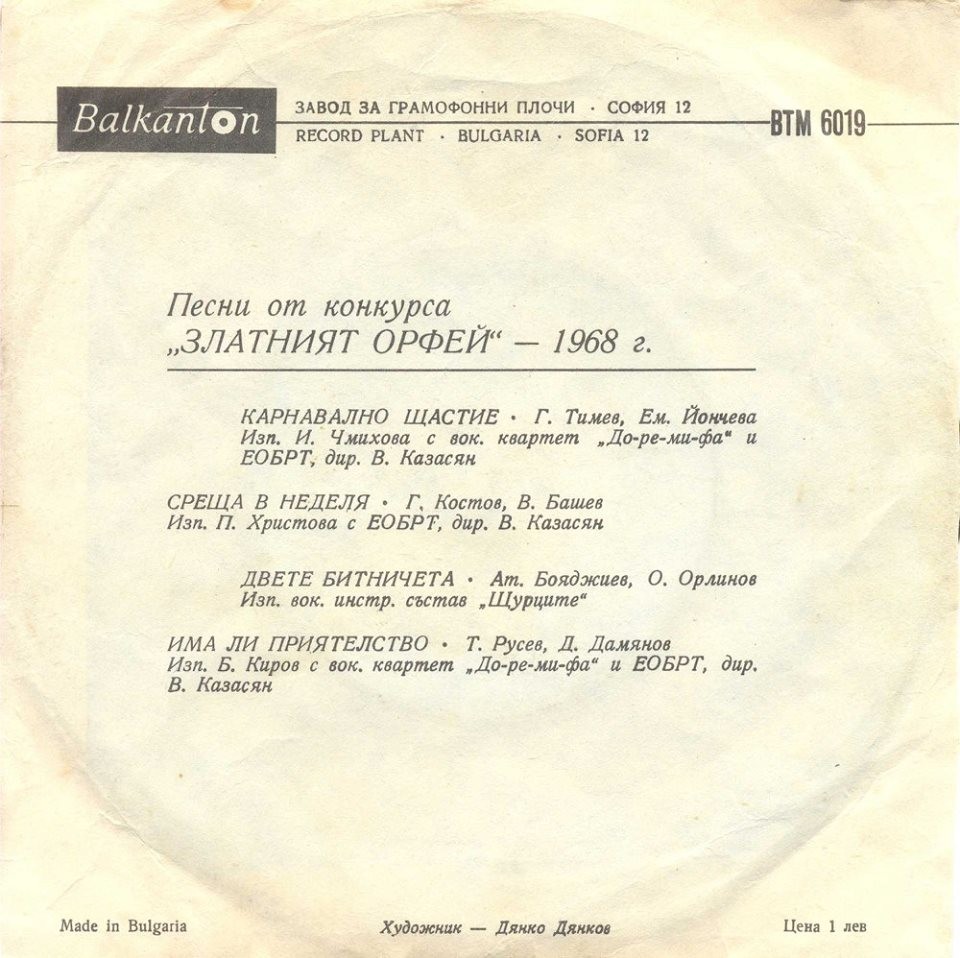 Balkanton
ЗАВОД ЗА ГРАМОФОННИ ПЛОЧИ · СОФИЯ 12
RECORD PLANT · BULGARIA · SOFIA 12
ВТМ 6019
Песни от конкурса
„ЗЛАТНИЯТ ОРФЕЙ“ — 1968 г.
КАРНАВАЛНО ЩАСТИЕ · Г. Тимев, Ем. Йончева
Изп. И. Чмихова с вок. квартет „До-ре-ми-фа“ и
ЕОБРТ, дир. В. Казасян
СРЕЩА В НЕДЕЛЯ · Г. Костов, В. Башев
Изп. П. Христова с ЕОБРТ, дир. В. Казасян
ДВЕТЕ БИТНИЧЕТА · Ат. Бояджиев, О. Орлинов
Изп. вок. инстр. състав „Щурците“
ИМА ЛИ ПРИЯТЕЛСТВО · Т. Русев, Д. Дамянов
Изп. Б. Киров с вок. квартет „До-ре-ми-фа“ и ЕОБРТ, дир.
В. Казасян
Made in Bulgaria
Художник — Дянко Дянков
Цена 1 лев